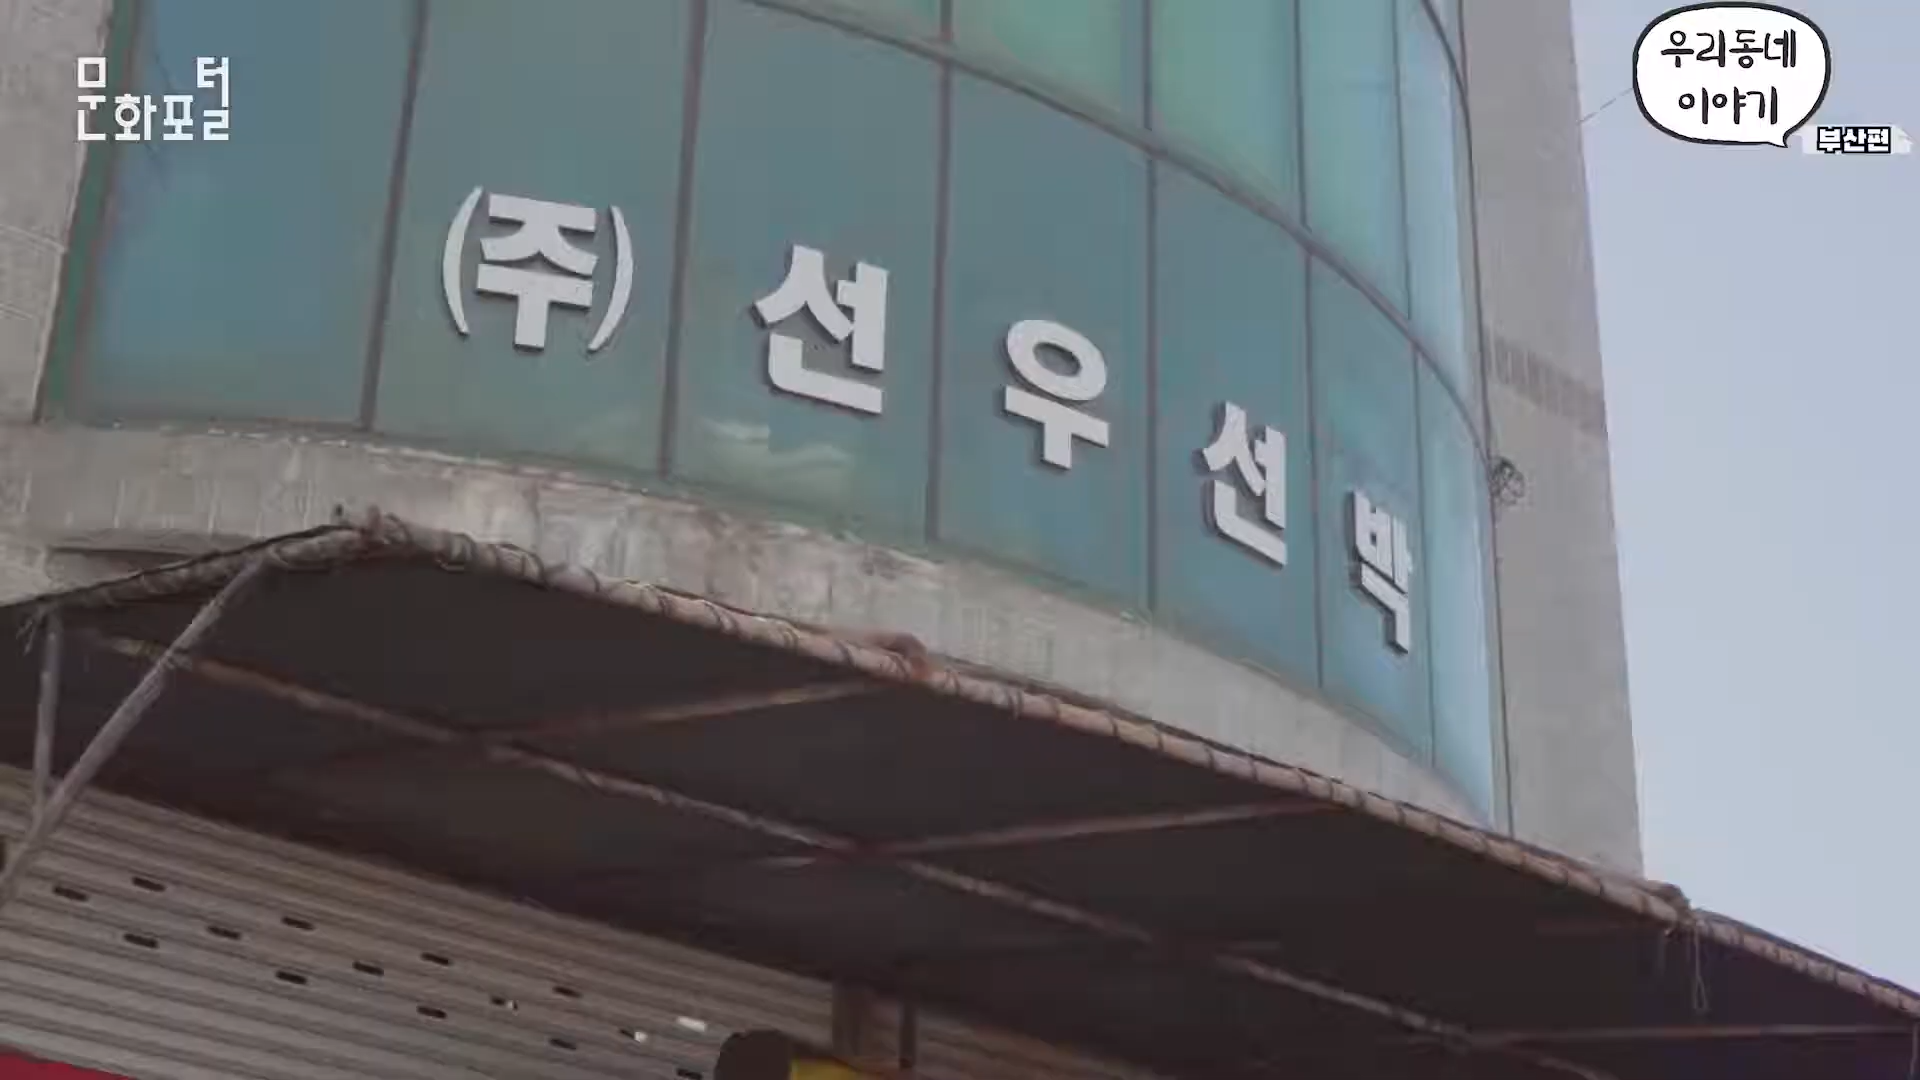 문화포털
우리동네
이야기
부산편
(주) 선우선박